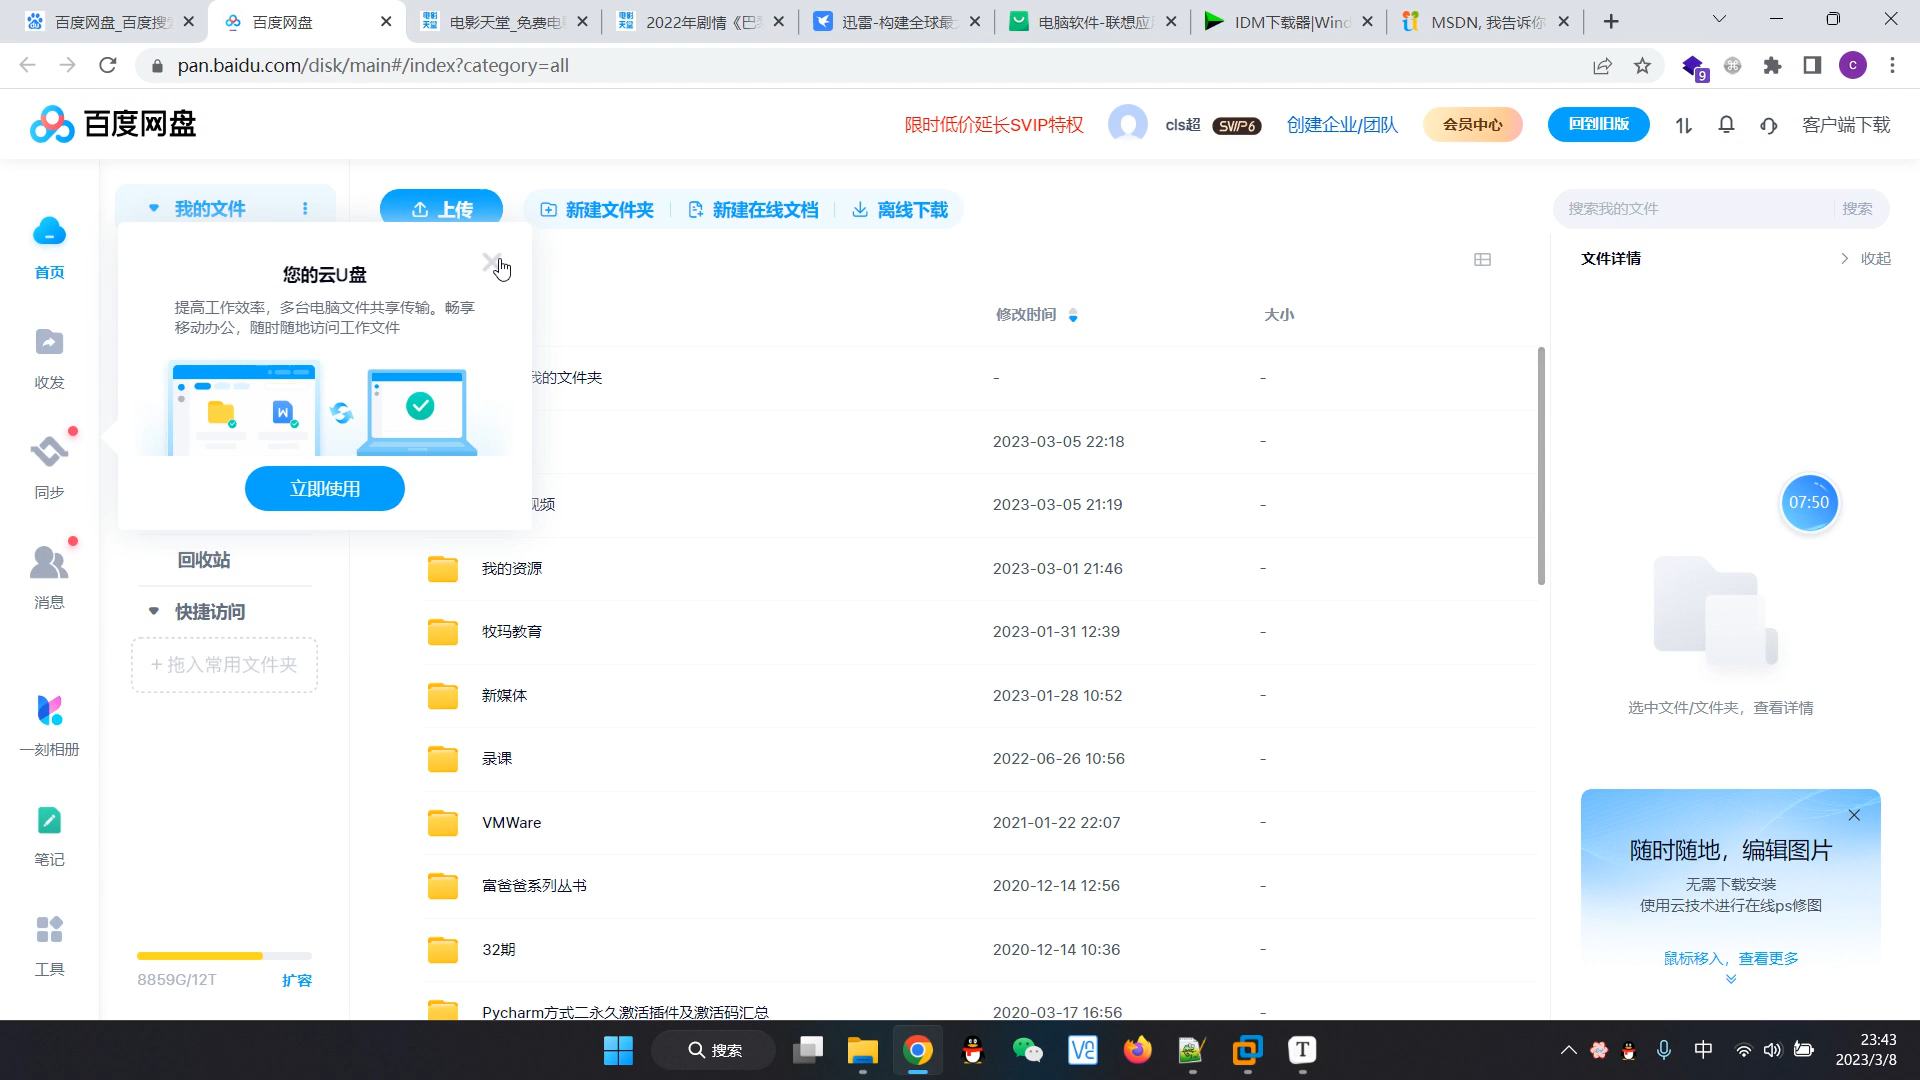 百度网盘_百度搜
百度网盘
电影天堂_免费电
2022年剧情《巴
迅雷-构建全球最
电脑软件-联想应
IDM下载器|Wind
MSDN, 我告诉你
pan.baidu.com/disk/main#/index?category=all
9
C
百度网盘
限时低价延长SVIP特权
cls超
SVIP6
创建企业/团队
会员中心
回到旧版
客户端下载
我的文件
上传
新建文件夹
新建在线文档
离线下载
搜索我的文件
搜索
首页
收发
同步
消息
一刻相册
笔记
工具
您的云U盘
提高工作效率，多台电脑文件共享传输。畅享
移动办公，随时随地访问工作文件
W
立即使用
回收站
快捷访问
+ 拖入常用文件夹
8859G/12T
扩容
修改时间
大小
我的文件夹
-
-
2023-03-05 22:18
-
视频
2023-03-05 21:19
-
我的资源
2023-03-01 21:46
-
牧玛教育
2023-01-31 12:39
-
新媒体
2023-01-28 10:52
-
录课
2022-06-26 10:56
-
VMWare
2021-01-22 22:07
-
富爸爸系列丛书
2020-12-14 12:56
-
32期
2020-12-14 10:36
-
Pycharm方式二永久激活插件及激活码汇总
2020-03-17 16:56
-
文件详情
收起
07:50
选中文件/文件夹，查看详情
随时随地，编辑图片
无需下载安装
使用云技术进行在线ps修图
鼠标移入，查看更多
搜索
T
中
23:43
2023/3/8